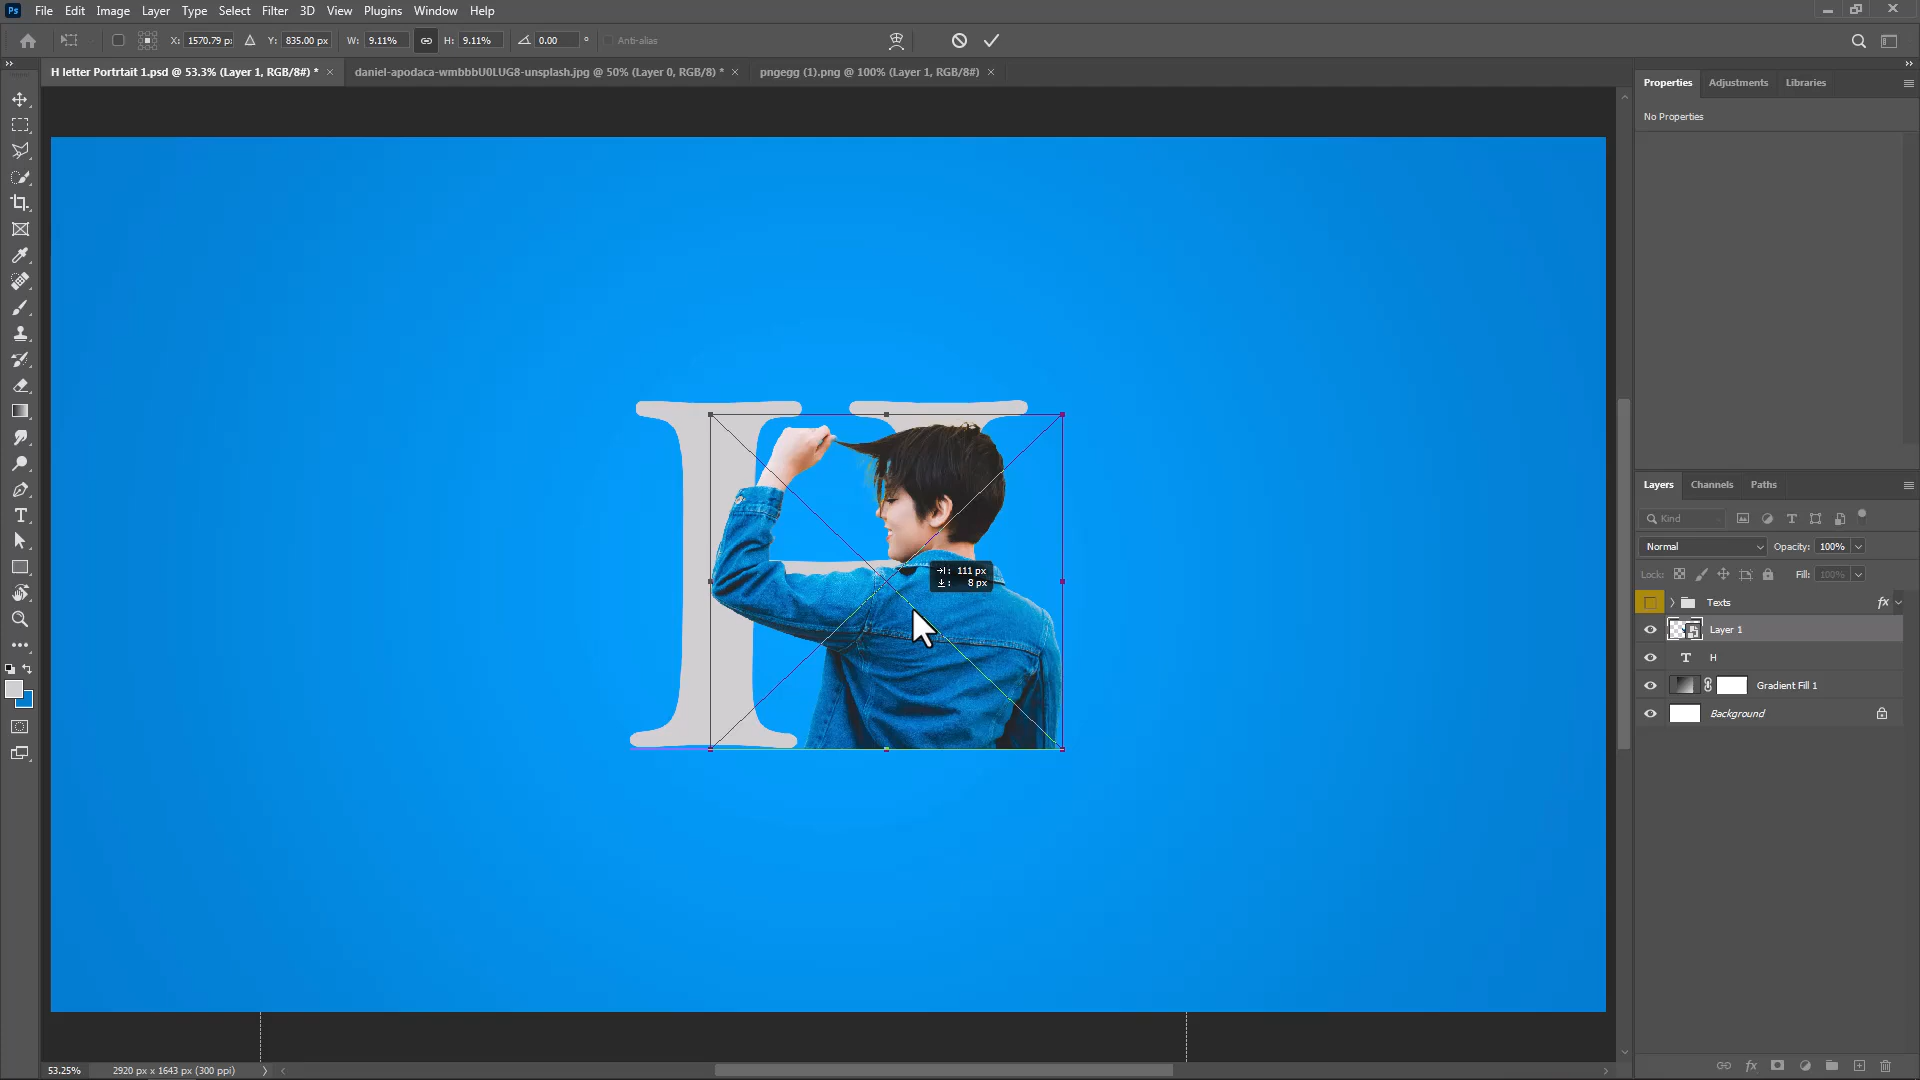 Ps File Edit Image Layer Type Select Filter 3D View Plugins Window Help
X: 1570.79 p: Y: 835.00 px W: 9.11% H: 9.11% 0.00 ° Anti-alias
H letter Portrtait 1.psd @ 53.3% (Layer 1, RGB/8#) * × daniel-apodaca-wmbbbU0LUG8-unsplash.jpg @ 50% (Layer 0, RGB/8) * × pngegg (1).png @ 100% (Layer 1, RGB/8#) ×
Properties Adjustments Libraries
No Properties
H
111 px
8 px
Layers Channels Paths
Kind
Normal Opacity: 100%
Lock: Fill: 100%
Texts fx
Layer 1
T H
Gradient Fill 1
Background
53.25% 2920 px x 1643 px (300 ppi)
fx